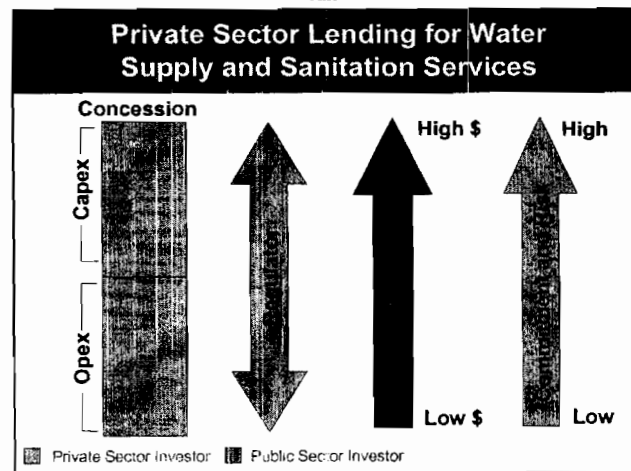 Private Sector Lending for Water
Supply and Sanitation Services
Concession
Capex
Opex
High $
Low $
High
Low
Private Sector Investor
Public Sector Investor